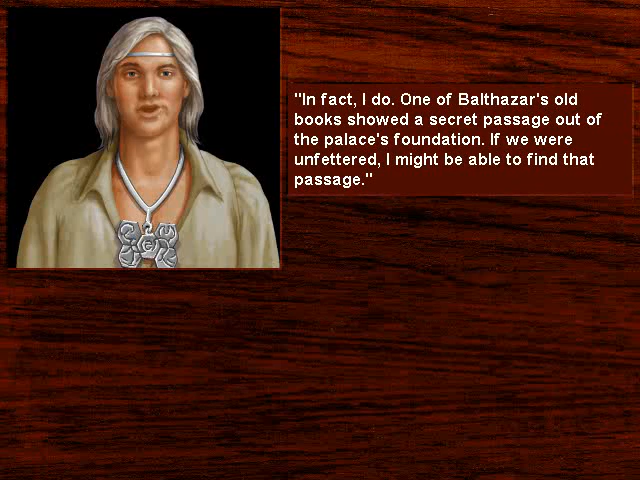 "In fact, I do. One of Balthazar's old
books showed a secret passage out of
the palace's foundation. If we were
unfettered, I might be able to find that
passage."